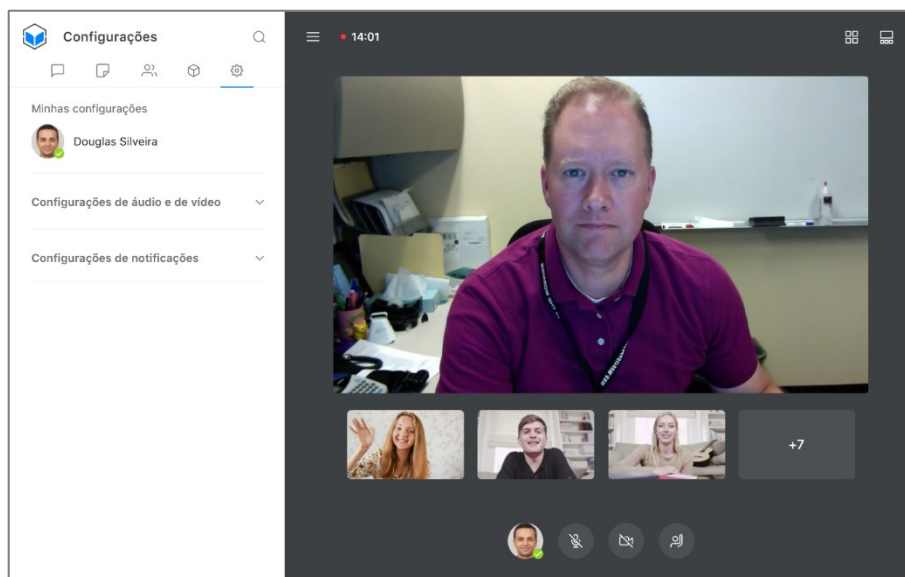 Configurações
14:01
Minhas configurações
Douglas Silveira
Configurações de áudio e de vídeo
Configurações de notificações
+7